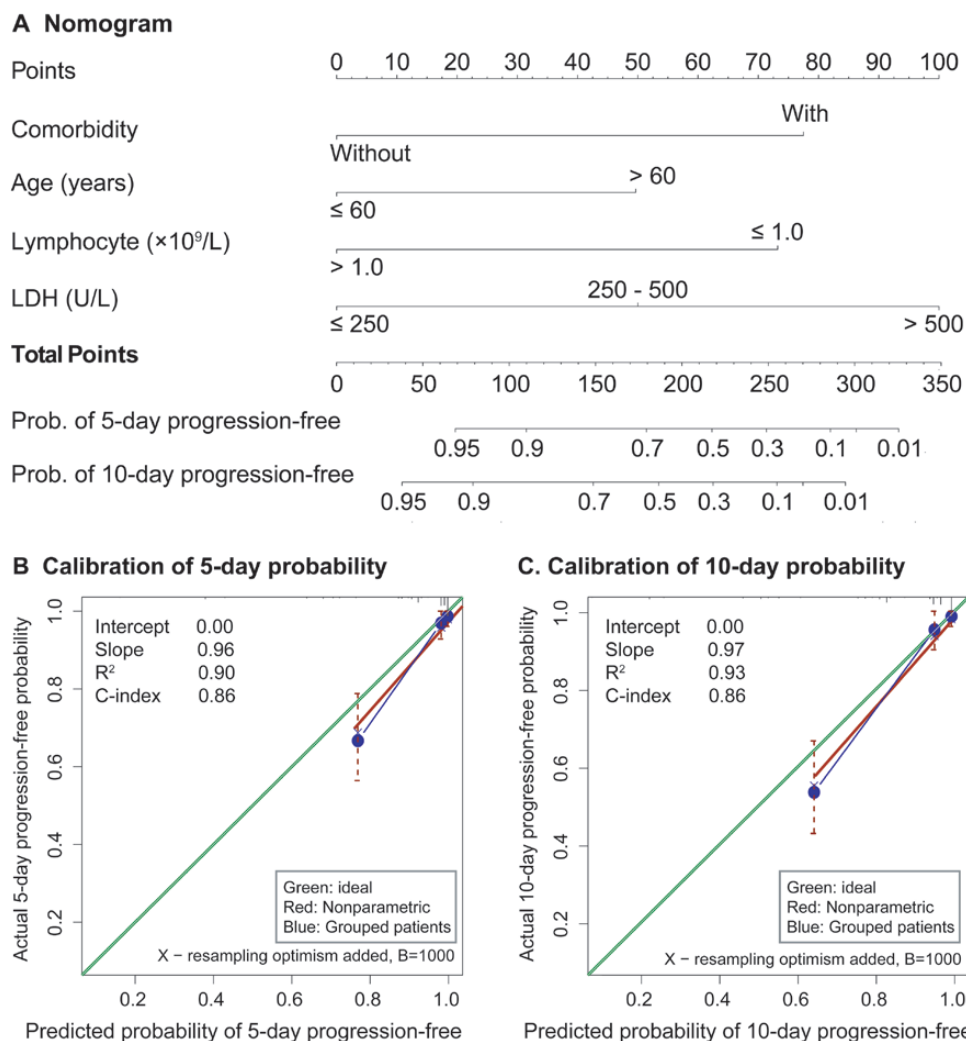 A Nomogram
Points 0 10 20 30 40 50 60 70 80 90 100
With
Comorbidity
Without
> 60
Age (years)
≤ 60
≤ 1.0
Lymphocyte (×10⁹/L)
> 1.0
250 - 500
LDH (U/L)
≤ 250 > 500
Total Points
0 50 100 150 200 250 300 350
Prob. of 5-day progression-free
0.95 0.9 0.7 0.5 0.3 0.1 0.01
Prob. of 10-day progression-free
0.95 0.9 0.7 0.5 0.3 0.1 0.01
B Calibration of 5-day probability
Actual 5-day progression-free probability
1.0
0.8
0.6
0.4
0.2
Intercept 0.00
Slope 0.96
R² 0.90
C-index 0.86
Green: ideal
Red: Nonparametric
Blue: Grouped patients
X − resampling optimism added, B=1000
0.2 0.4 0.6 0.8 1.0
Predicted probability of 5-day progression-free
C. Calibration of 10-day probability
Actual 10-day progression-free probability
1.0
0.8
0.6
0.4
0.2
Intercept 0.00
Slope 0.97
R² 0.93
C-index 0.86
Green: ideal
Red: Nonparametric
Blue: Grouped patients
X − resampling optimism added, B=1000
0.2 0.4 0.6 0.8 1.0
Predicted probability of 10-day progression-free